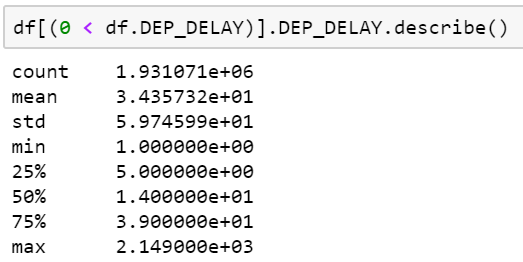 df[(0 < df.DEP_DELAY)].DEP_DELAY.describe()
count    1.931071e+06
mean     3.435732e+01
std      5.974599e+01
min      1.000000e+00
25%      5.000000e+00
50%      1.400000e+01
75%      3.900000e+01
max      2.149000e+03